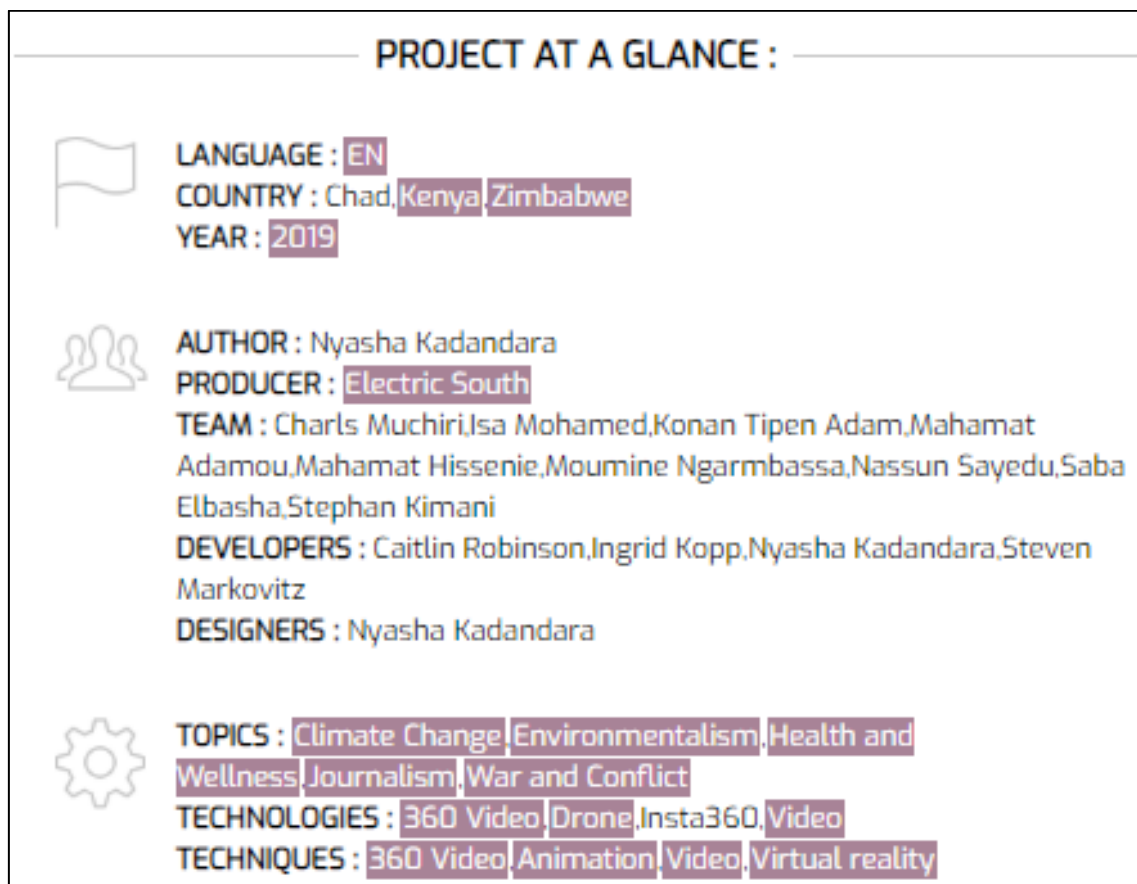 PROJECT AT A GLANCE :
LANGUAGE : EN
COUNTRY : Chad,Kenya,Zimbabwe
YEAR : 2019
AUTHOR : Nyasha Kadandara
PRODUCER : Electric South
TEAM : Charls Muchiri,Isa Mohamed,Konan Tipen Adam,Mahamat
Adamou,Mahamat Hissenie,Moumine Ngarmbassa,Nassun Sayedu,Saba
Elbasha,Stephan Kimani
DEVELOPERS : Caitlin Robinson,Ingrid Kopp,Nyasha Kadandara,Steven
Markovitz
DESIGNERS : Nyasha Kadandara
TOPICS : Climate Change,Environmentalism,Health and
Wellness,Journalism,War and Conflict
TECHNOLOGIES : 360 Video,Drone,Insta360,Video
TECHNIQUES : 360 Video,Animation,Video,Virtual reality